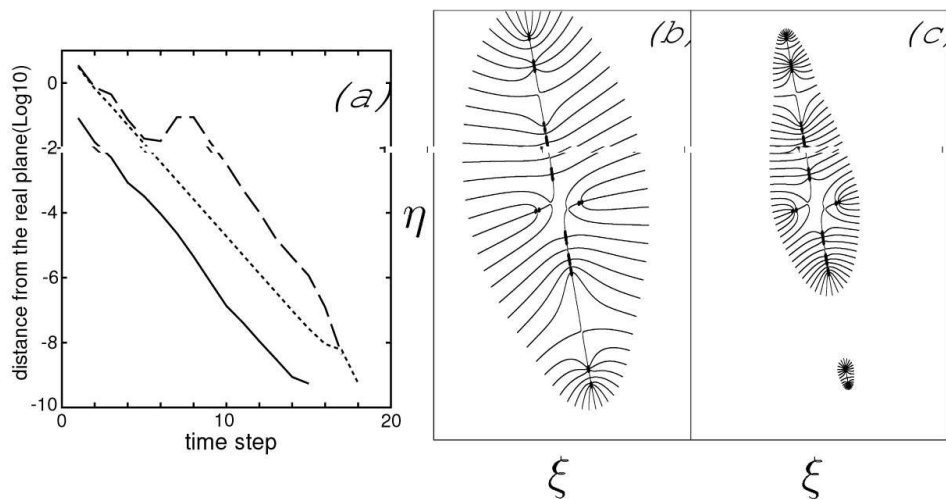 (a)
distance from the real plane(Log10)
0
-2
-4
-6
-8
-10
0
10
20
time step
(b)
η
ξ
(c)
ξ